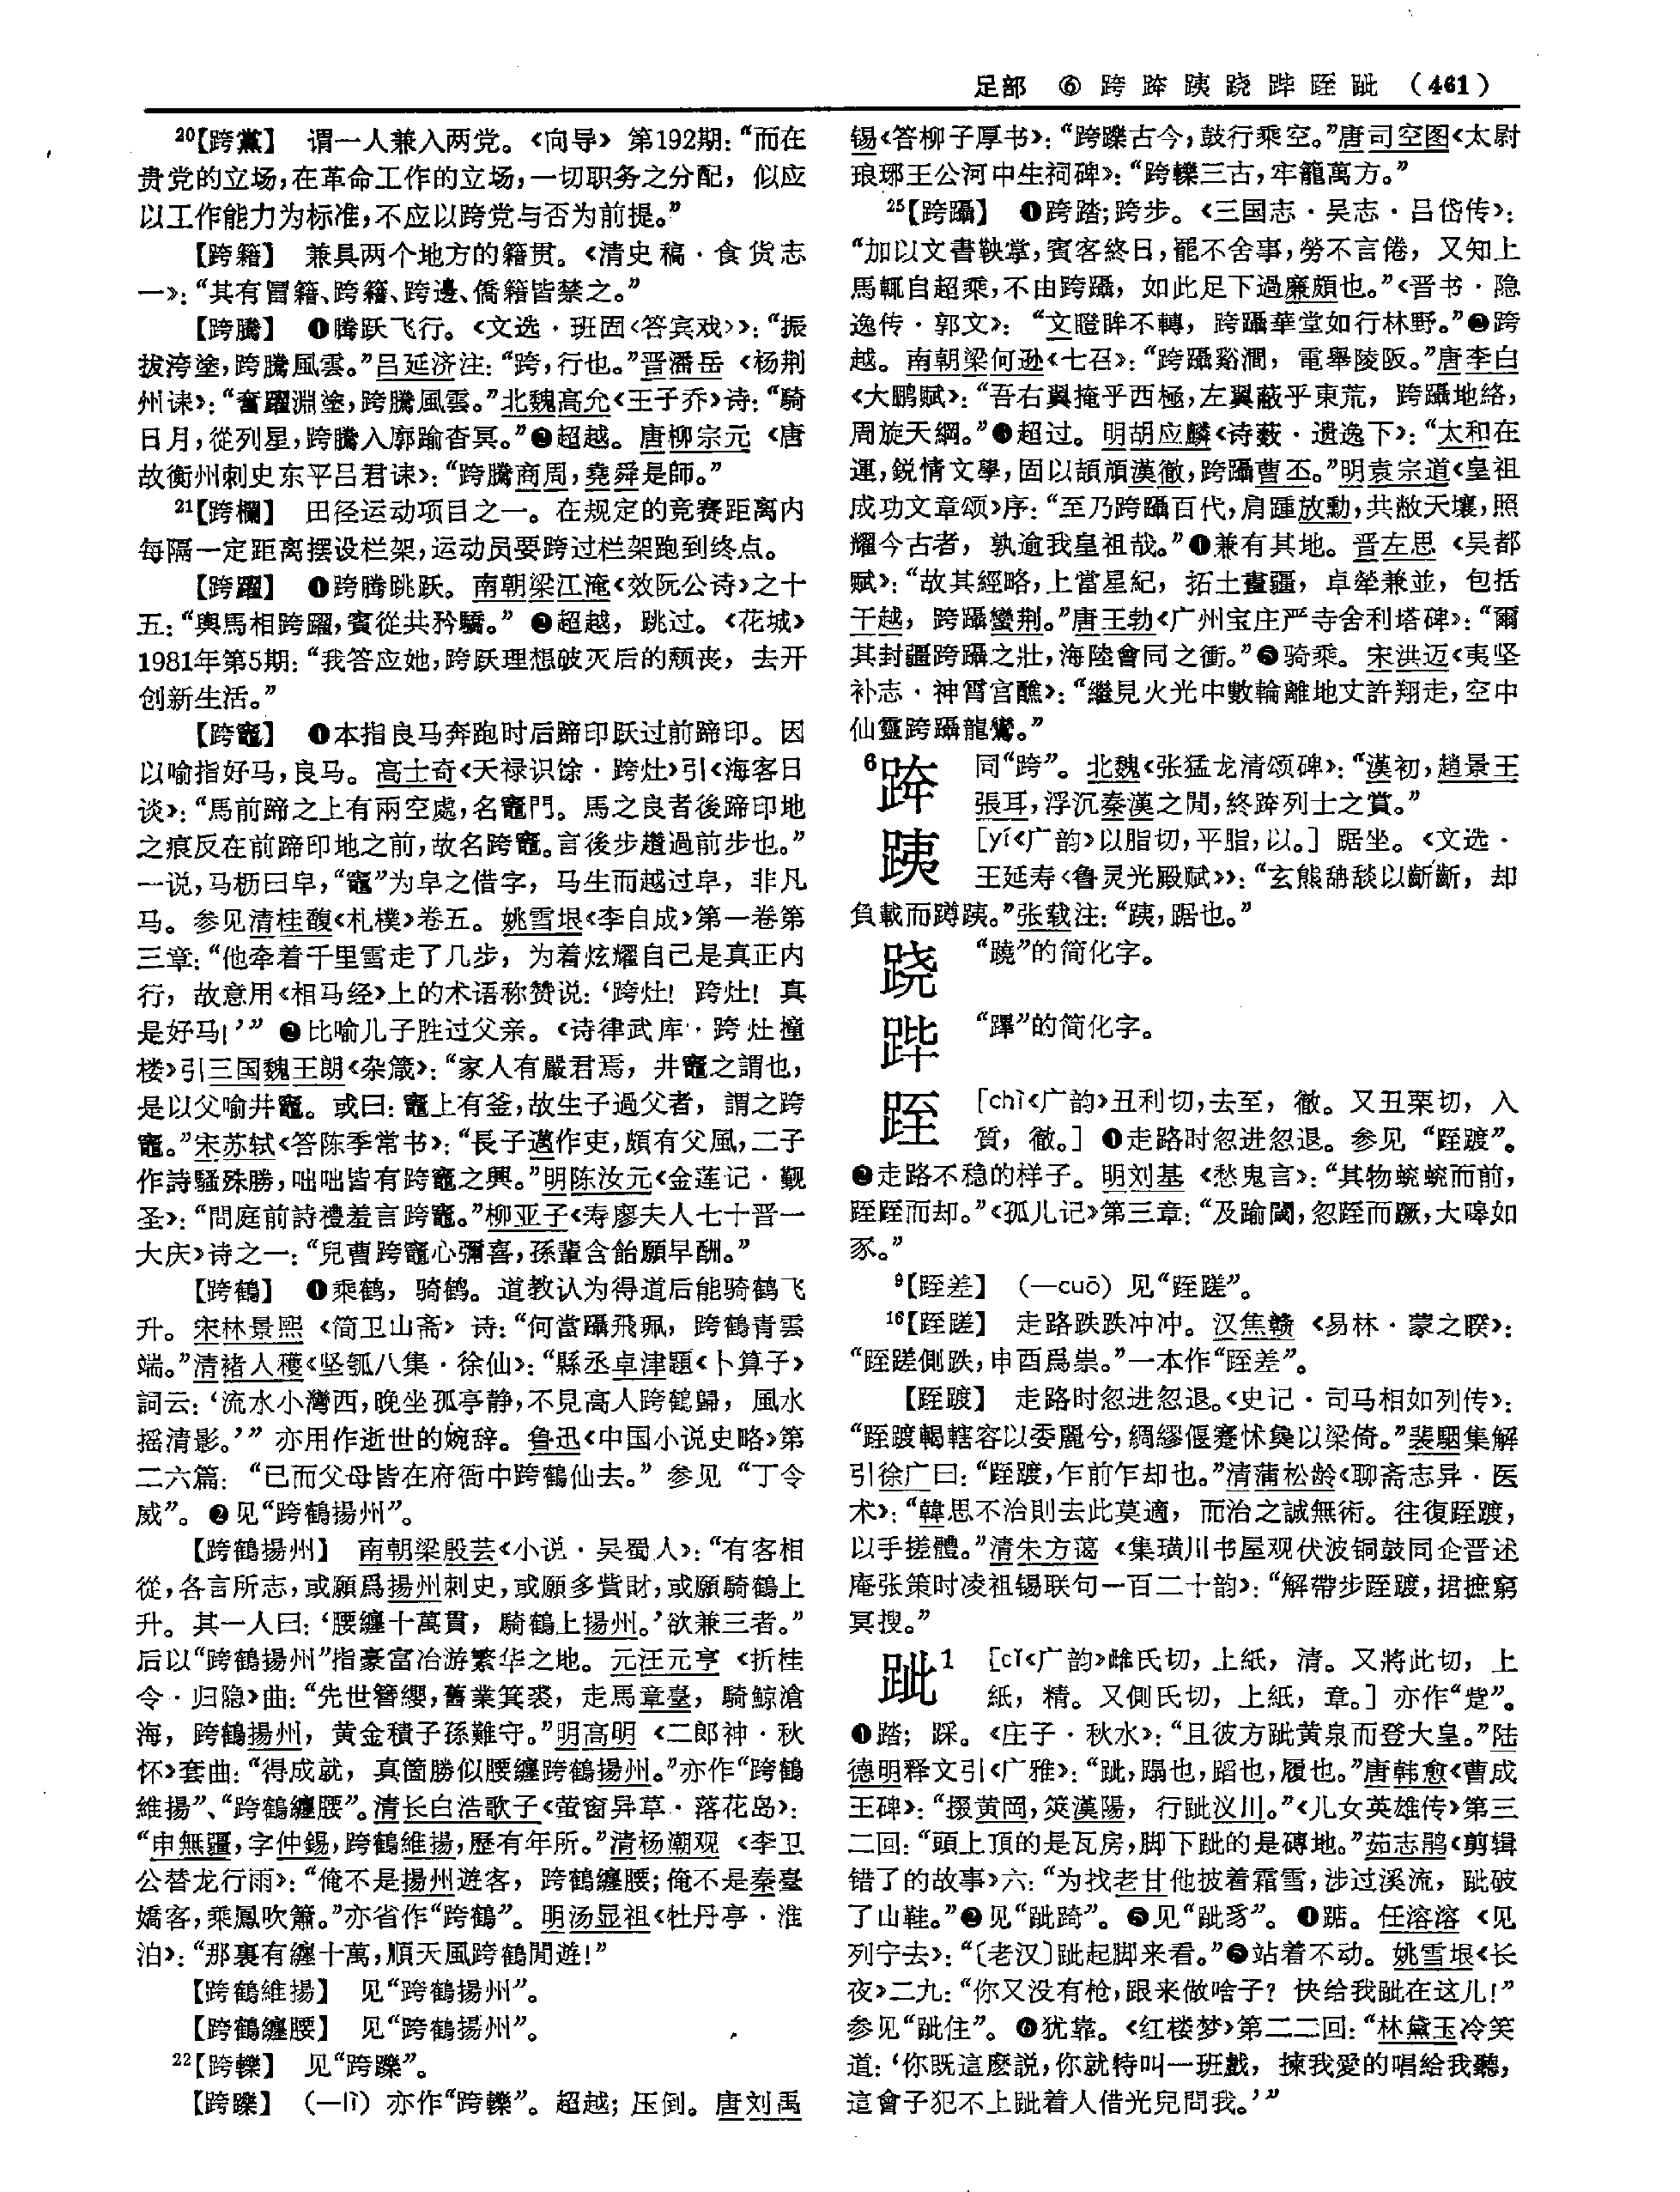 足部 ⑥ 跨 跨 跠 跷 跸 跮 跐 （461）
20【跨黨】 谓一人兼入两党。《向导》第192期：“而在
贵党的立场，在革命工作的立场，一切职务之分配，似应
以工作能力为标准，不应以跨党与否为前提。”
【跨籍】 兼具两个地方的籍贯。《清史稿·食货志
一》：“其有冒籍、跨籍、跨邊、僑籍皆禁之。”
【跨騰】 ❶腾跃飞行。《文选·班固〈答宾戏〉》：“振
拔洿塗，跨騰風雲。”吕延济注：“跨，行也。”晋潘岳《杨荆
州诔》：“奮躍淵塗，跨騰風雲。”北魏高允《王子乔》诗：“騎
日月，從列星，跨騰入廓踰杳冥。”❷超越。唐柳宗元《唐
故衡州刺史东平吕君诔》：“跨騰商周，堯舜是師。”
21【跨欄】 田径运动项目之一。在规定的竞赛距离内
每隔一定距离摆设栏架，运动员要跨过栏架跑到终点。
【跨躍】 ❶跨腾跳跃。南朝梁江淹《效阮公诗》之十
五：“輿馬相跨躍，賓從共矜驕。”❷超越，跳过。《花城》
1981年第5期：“我答应她，跨跃理想破灭后的颓丧，去开
创新生活。”
【跨竈】 ❶本指良马奔跑时后蹄印跃过前蹄印。因
以喻指好马，良马。高士奇《天禄识馀·跨灶》引《海客日
谈》：“馬前蹄之上有兩空處，名竈門。馬之良者後蹄印地
之痕反在前蹄印地之前，故名跨竈。言後步趲過前步也。”
一说，马枥曰皁，“竈”为皁之借字，马生而越过皁，非凡
马。参见清桂馥《札樸》卷五。姚雪垠《李自成》第一卷第
三章：“他牵着千里雪走了几步，为着炫耀自己是真正内
行，故意用《相马经》上的术语称赞说：‘跨灶！跨灶！真
是好马！’”❷比喻儿子胜过父亲。《诗律武库·跨灶撞
楼》引三国魏王朗《杂箴》：“家人有嚴君焉，井竈之謂也，
是以父喻井竈。或曰：竈上有釜，故生子過父者，謂之跨
竈。”宋苏轼《答陈季常书》：“長子邁作吏，頗有父風，二子
作詩騷殊勝，咄咄皆有跨竈之興。”明陈汝元《金莲记·觐
圣》：“問庭前詩禮羞言跨竈。”柳亚子《寿廖夫人七十晋一
大庆》诗之一：“兒曹跨竈心彌喜，孫輩含飴願早酬。”
【跨鶴】 ❶乘鹤，骑鹤。道教认为得道后能骑鹤飞
升。宋林景熙《简卫山斋》诗：“何當躡飛珮，跨鶴青雲
端。”清褚人穫《坚瓠八集·徐仙》：“縣丞卓津題《卜算子》
詞云：‘流水小灣西，晚坐孤亭静，不見高人跨鶴歸，風水
摇清影。’”亦用作逝世的婉辞。鲁迅《中国小说史略》第
二六篇：“已而父母皆在府衙中跨鶴仙去。”参见“丁令
威”。❷见“跨鶴揚州”。
【跨鶴揚州】 南朝梁殷芸《小说·吴蜀人》：“有客相
從，各言所志，或願爲揚州刺史，或願多貲財，或願騎鶴上
升。其一人曰：‘腰纏十萬貫，騎鶴上揚州。’欲兼三者。”
后以“跨鶴揚州”指豪富冶游繁华之地。元汪元亨《折桂
令·归隐》曲：“先世簪纓，舊業箕裘，走馬章臺，騎鯨滄
海，跨鶴揚州，黄金積子孫難守。”明高明《二郎神·秋
怀》套曲：“得成就，真箇勝似腰纏跨鶴揚州。”亦作“跨鶴
維揚”、“跨鶴纏腰”。清长白浩歌子《萤窗异草·落花岛》：
“申無疆，字仲錫，跨鶴維揚，歷有年所。”清杨潮观《李卫
公替龙行雨》：“俺不是揚州遊客，跨鶴纏腰；俺不是秦臺
嬌客，乘鳳吹簫。”亦省作“跨鶴”。明汤显祖《牡丹亭·淮
泊》：“那裏有纏十萬，順天風跨鶴閒遊！”
【跨鶴維揚】 见“跨鶴揚州”。
【跨鶴纏腰】 见“跨鶴揚州”。
22【跨轢】 见“跨躒”。
【跨躒】 （—lì）亦作“跨轢”。超越；压倒。唐刘禹
锡《答柳子厚书》：“跨躒古今，鼓行乘空。”唐司空图《太尉
琅琊王公河中生祠碑》：“跨轢三古，牢籠萬方。”
25【跨躡】 ❶跨踏；跨步。《三国志·吴志·吕岱传》：
“加以文書鞅掌，賓客終日，罷不舍事，勞不言倦，又知上
馬輒自超乘，不由跨躡，如此足下過廉頗也。”《晋书·隐
逸传·郭文》：“文瞪眸不轉，跨躡華堂如行林野。”❷跨
越。南朝梁何逊《七召》：“跨躡谿澗，電舉陵阪。”唐李白
《大鹏赋》：“吾右翼掩乎西極，左翼蔽乎東荒，跨躡地絡，
周旋天綱。”❸超过。明胡应麟《诗薮·遗逸下》：“太和在
運，鋭情文學，固以頡頏漢徹，跨躡曹丕。”明袁宗道《皇祖
成功文章颂》序：“至乃跨躡百代，肩踵放勳，共敝天壤，照
耀今古者，孰逾我皇祖哉。”❹兼有其地。晋左思《吴都
赋》：“故其經略，上當星紀，拓土畫疆，卓犖兼並，包括
干越，跨躡蠻荆。”唐王勃《广州宝庄严寺舍利塔碑》：“爾
其封疆跨躡之壯，海陸會同之衝。”❺骑乘。宋洪迈《夷坚
补志·神霄宫醮》：“繼見火光中數輪離地丈許翔走，空中
仙靈跨躡龍鸞。”
6跨 同“跨”。北魏《张猛龙清颂碑》：“漢初，趙景王
張耳，浮沉秦漢之間，終跨列士之賞。”
跠 [yí《广韵》以脂切，平脂，以。] 踞坐。《文选·
王延寿〈鲁灵光殿赋〉》：“玄熊舑舕以齗齗，却
負載而蹲跠。”张载注：“跠，踞也。”
跷 “蹺”的简化字。
跸 “蹕”的简化字。
跮 [chì《广韵》丑利切，去至，徹。又丑栗切，入
質，徹。] ❶走路时忽进忽退。参见“跮踱”。
❷走路不稳的样子。明刘基《愁鬼言》：“其物蜿蜿而前，
跮跮而却。”《孤儿记》第三章：“及踰閾，忽跮而蹶，大嗥如
豕。”
9【跮差】 （—cuō）见“跮蹉”。
16【跮蹉】 走路跌跌冲冲。汉焦赣《易林·蒙之暌》：
“跮蹉側跌，申酉爲祟。”一本作“跮差”。
【跮踱】 走路时忽进忽退。《史记·司马相如列传》：
“跮踱輵轄容以委麗兮，綢繆偃蹇怵㚟以梁倚。”裴駰集解
引徐广曰：“跮踱，乍前乍却也。”清蒲松龄《聊斋志异·医
术》：“韓思不治則去此莫適，而治之誠無術。往復跮踱，
以手搓體。”清朱方蔼《集璜川书屋观伏波铜鼓同企晋述
庵张策时凌祖锡联句一百二十韵》：“解帶步跮踱，捃摭窮
冥搜。”
跐1 [cǐ《广韵》雌氏切，上紙，清。又將此切，上
紙，精。又側氏切，上紙，章。] 亦作“㱔”。
❶踏；踩。《庄子·秋水》：“且彼方跐黄泉而登大皇。”陆
德明释文引《广雅》：“跐，蹋也，蹈也，履也。”唐韩愈《曹成
王碑》：“掇黄岡，筴漢陽，行跐汊川。”《儿女英雄传》第三
二回：“頭上頂的是瓦房，脚下跐的是磚地。”茹志鹃《剪辑
错了的故事》六：“为找老甘他披着霜雪，涉过溪流，跐破
了山鞋。”❷见“跐踦”。❸见“跐豸”。❹踮。任溶溶《见
列宁去》：“〔老汉〕跐起脚来看。”❺站着不动。姚雪垠《长
夜》二九：“你又没有枪，跟来做啥子？快给我跐在这儿！”
参见“跐住”。❻犹靠。《红楼梦》第二二回：“林黛玉冷笑
道：‘你既這麽説，你就特叫一班戲，揀我愛的唱給我聽，
這會子犯不上跐着人借光兒問我。’”